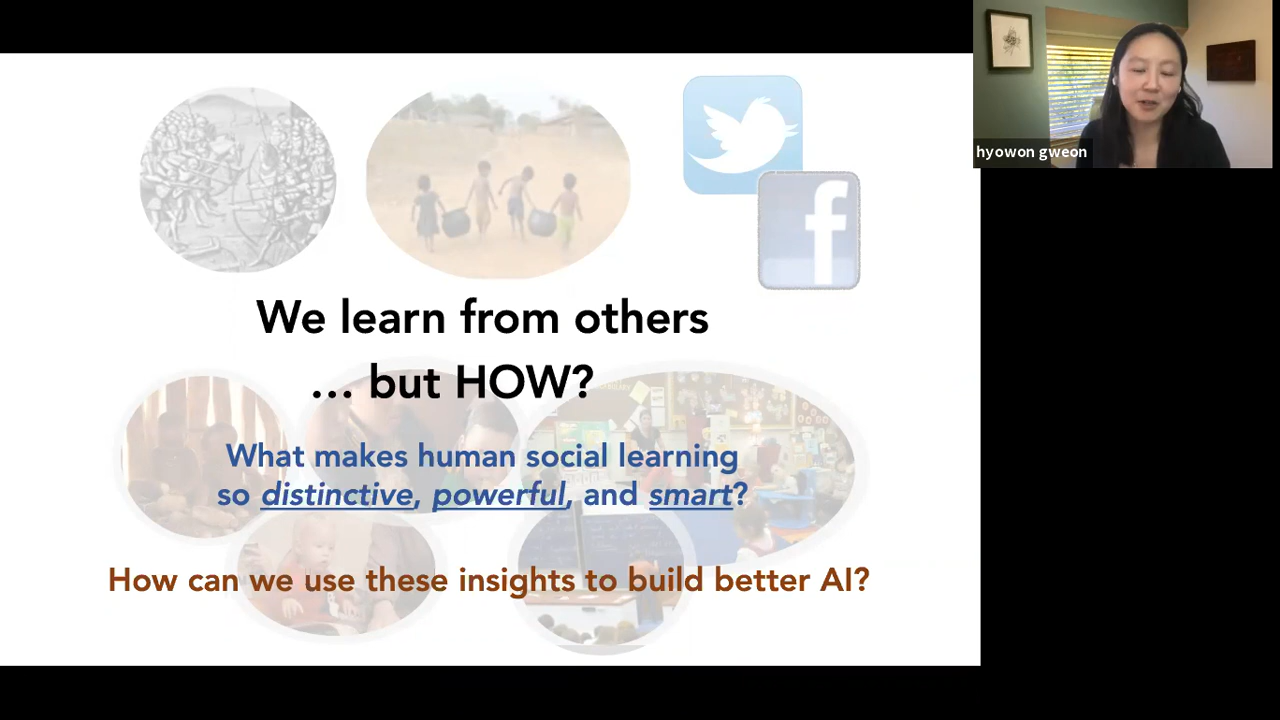 hyowon gweon
We learn from others
… but HOW?
What makes human social learning
so distinctive, powerful, and smart?
How can we use these insights to build better AI?